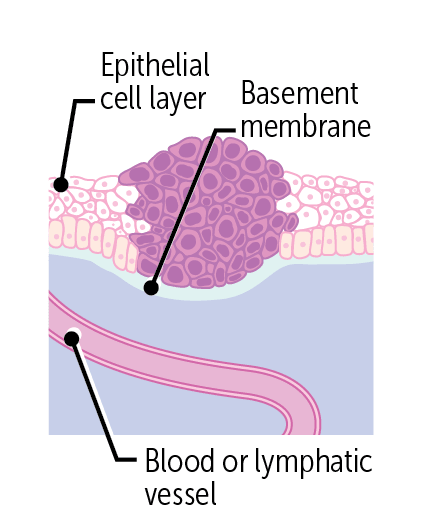 Epithelial
cell layer
Basement
membrane
Blood or lymphatic
vessel